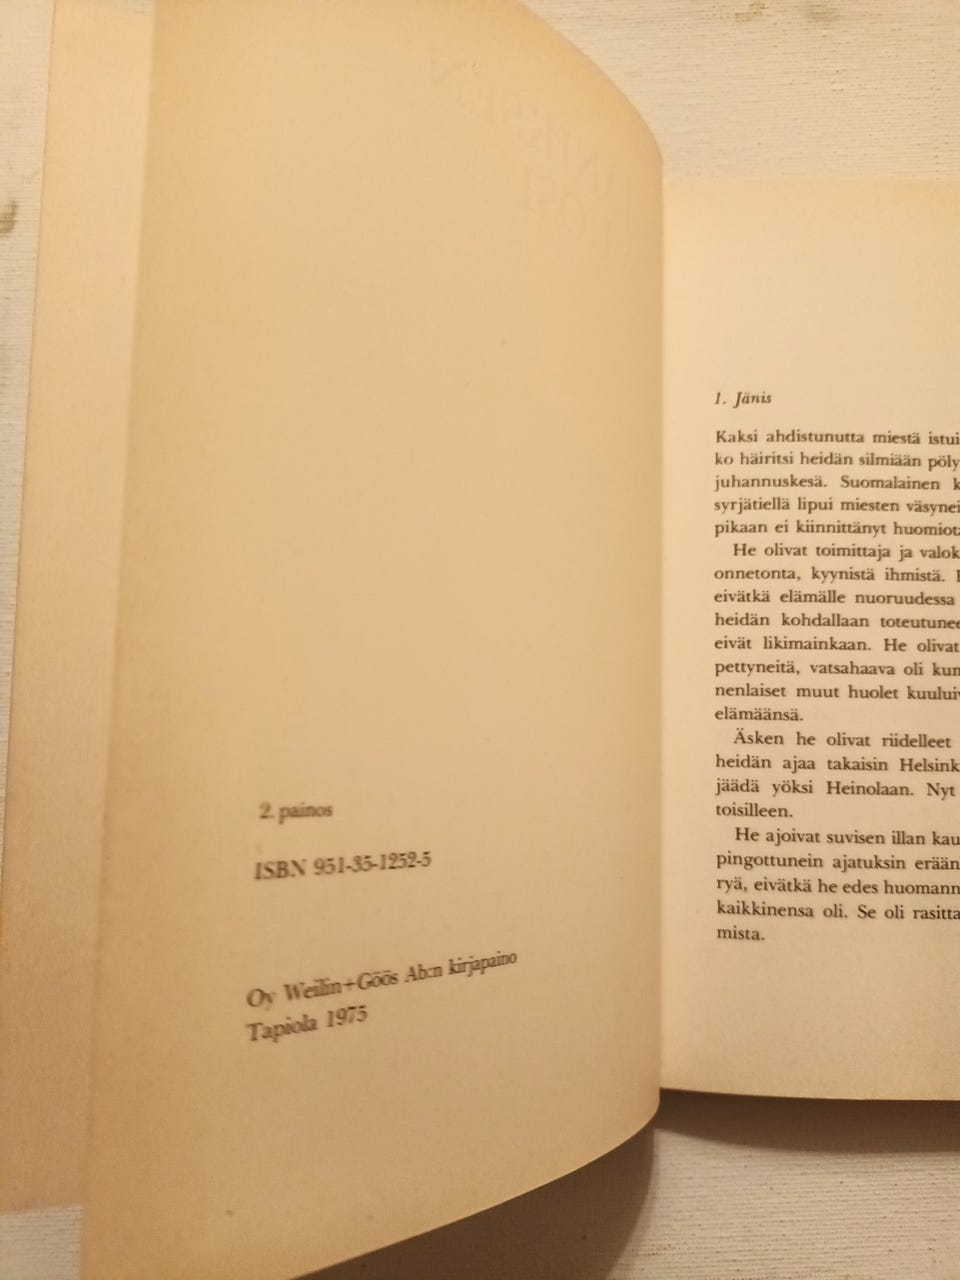 2. painos
ISBN 951-35-1252-5
Oy Weilin+Göös Ab:n kirjapaino
Tapiola 1975
1. Jänis
Kaksi ahdistunutta miestä istui
ko häiritsi heidän silmiään pöly
juhannuskesä. Suomalainen k
syrjätiellä lipui miesten väsynei
pikaan ei kiinnittänyt huomiota
He olivat toimittaja ja valok
onnetonta, kyynistä ihmistä.
eivätkä elämälle nuoruudessa
heidän kohdallaan toteutunee
eivät likimainkaan. He olivat
pettyneitä, vatsahaava oli kum
nenlaiset muut huolet kuuluiv
elämäänsä.
Äsken he olivat riidelleet
heidän ajaa takaisin Helsink
jäädä yöksi Heinolaan. Nyt
toisilleen.
He ajoivat suvisen illan kau
pingottunein ajatuksin erään
ryä, eivätkä he edes huomann
kaikkinensa oli. Se oli rasitta
mista.